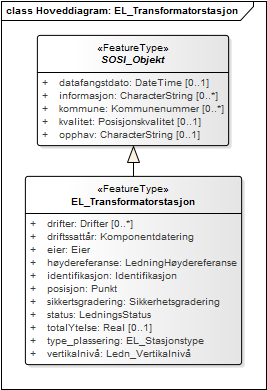 class Hoveddiagram: EL_Transformatorstasjon
«FeatureType»
SOSI_Objekt
+ datafangstdato: DateTime [0..1]
+ informasjon: CharacterString [0..*]
+ kommune: Kommunenummer [0..*]
+ kvalitet: Posisjonskvalitet [0..1]
+ opphav: CharacterString [0..1]
«FeatureType»
EL_Transformatorstasjon
+ drifter: Drifter [0..*]
+ driftssattår: Komponentdatering
+ eier: Eier
+ høydereferanse: LedningHøydereferanse
+ identifikasjon: Identifikasjon
+ posisjon: Punkt
+ sikkertsgradering: Sikkerhetsgradering
+ status: LedningsStatus
+ totalYtelse: Real [0..1]
+ type_plassering: EL_Stasjonstype
+ vertikalnivå: Ledn_Vertikalnivå